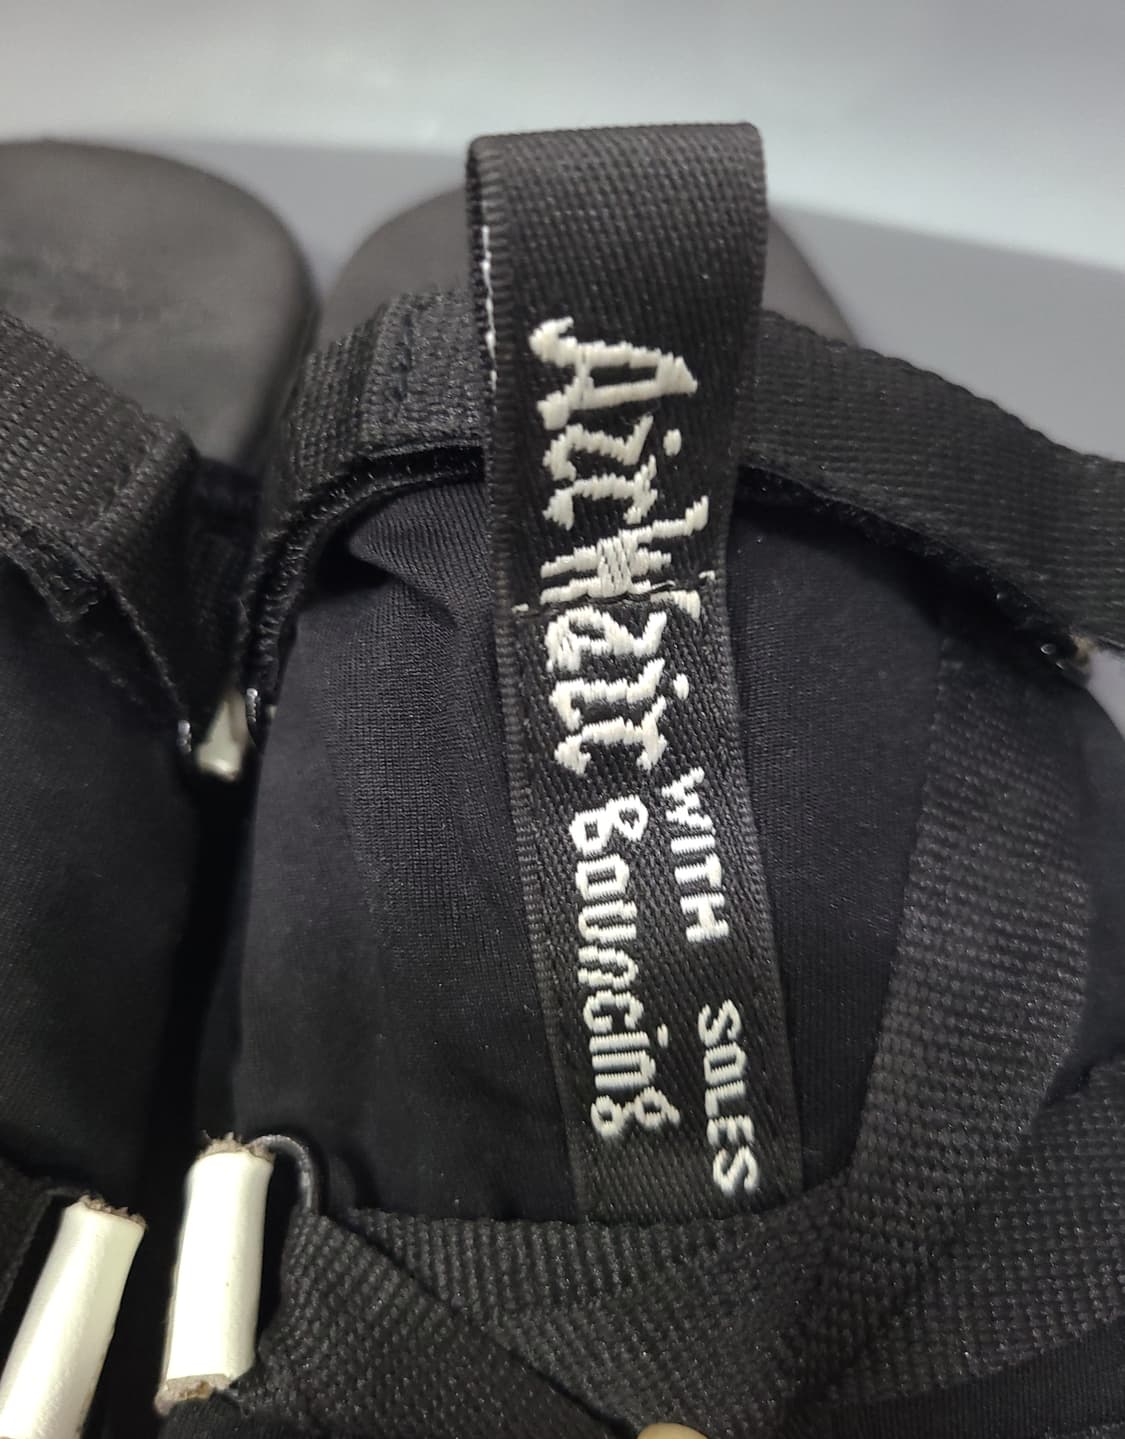 AirWair
WITH
Bouncing
SOLES